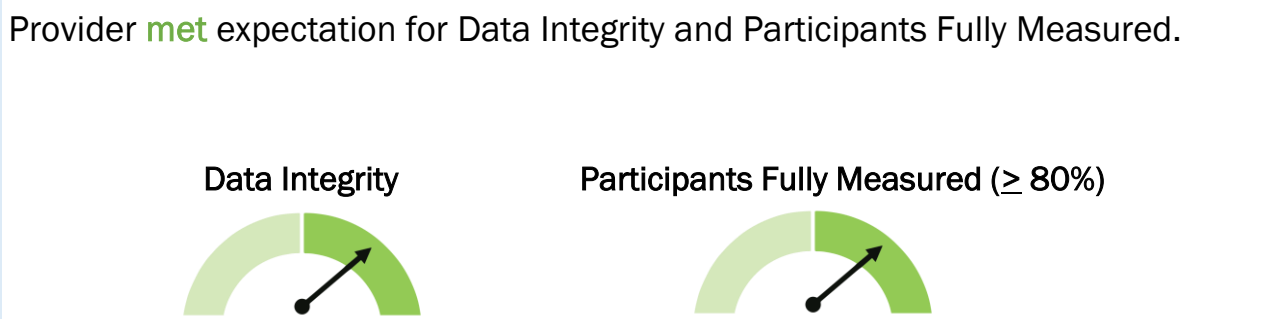 Provider met expectation for Data Integrity and Participants Fully Measured.
Data Integrity
Participants Fully Measured (≥ 80%)